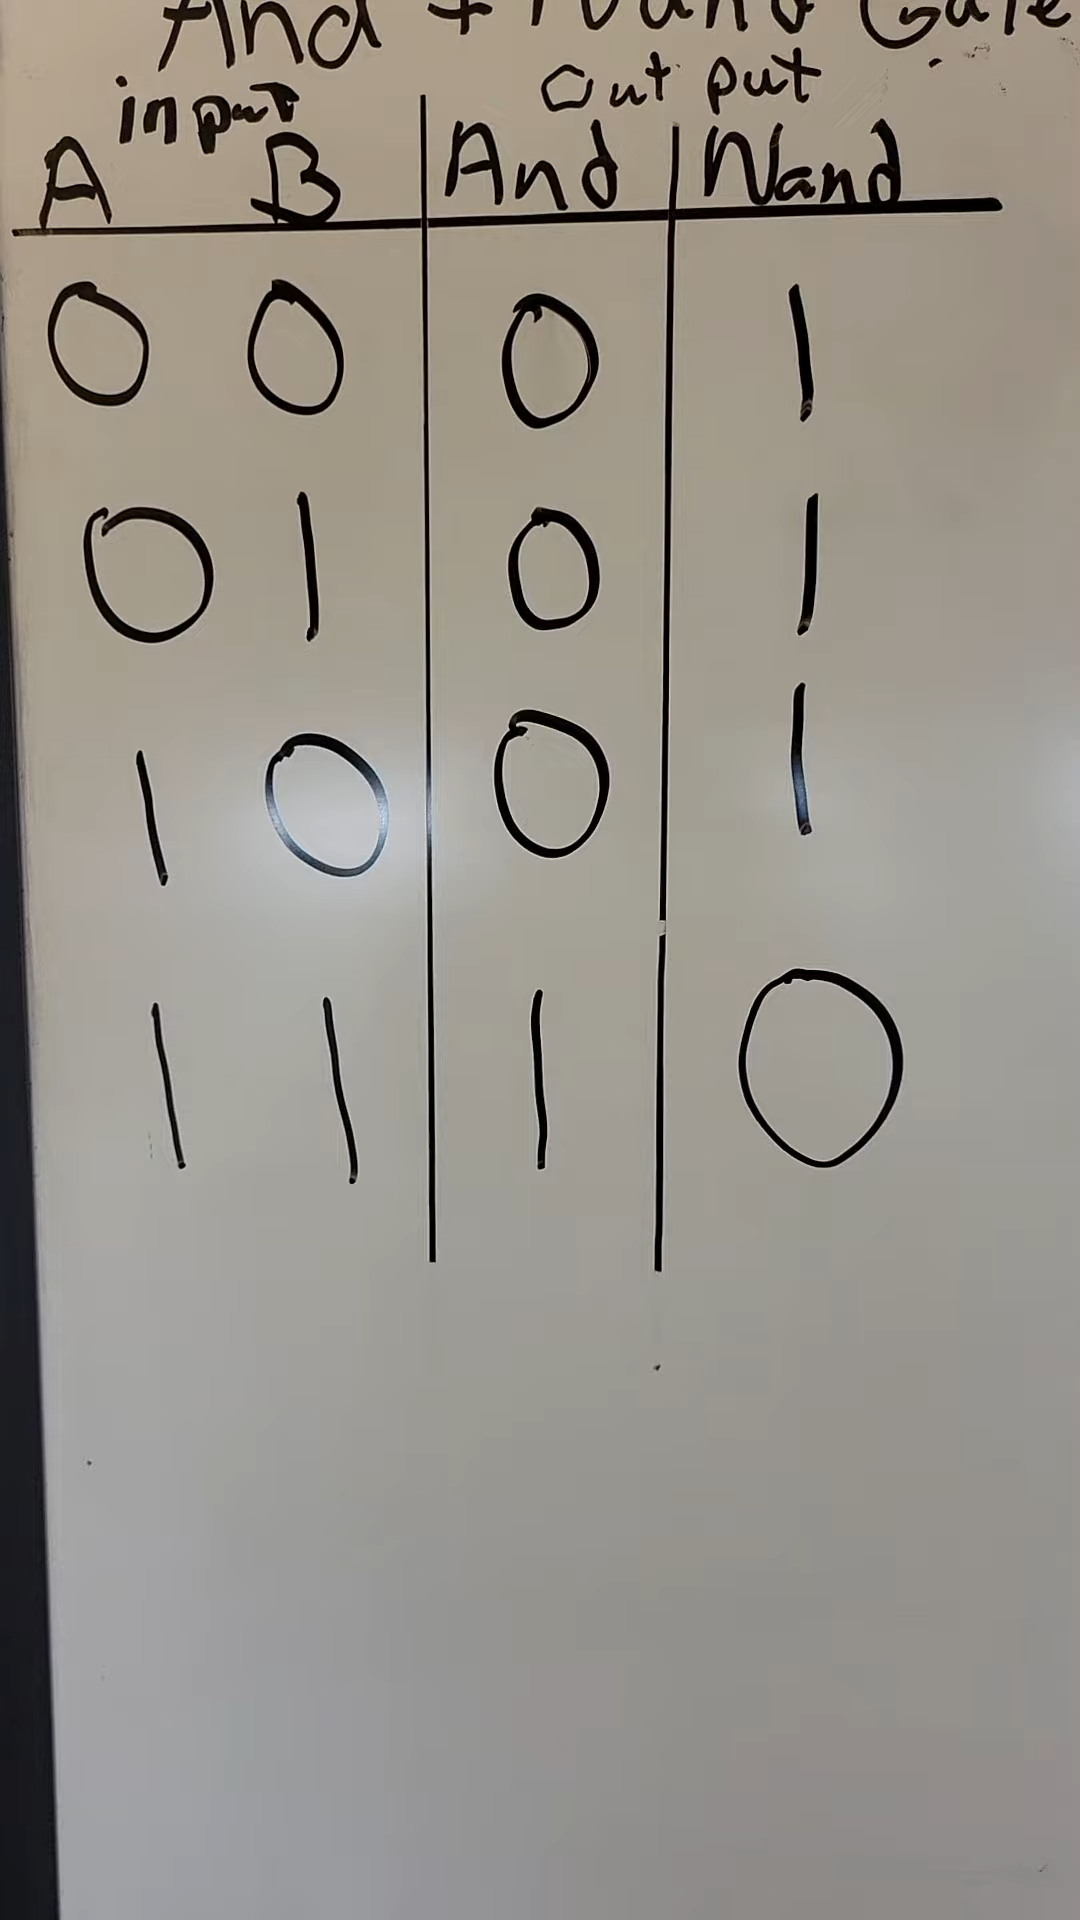 And + Nand Gate
input Out put
A B And Nand
0 0 0 1
0 1 0 1
1 0 0 1
1 1 1 0